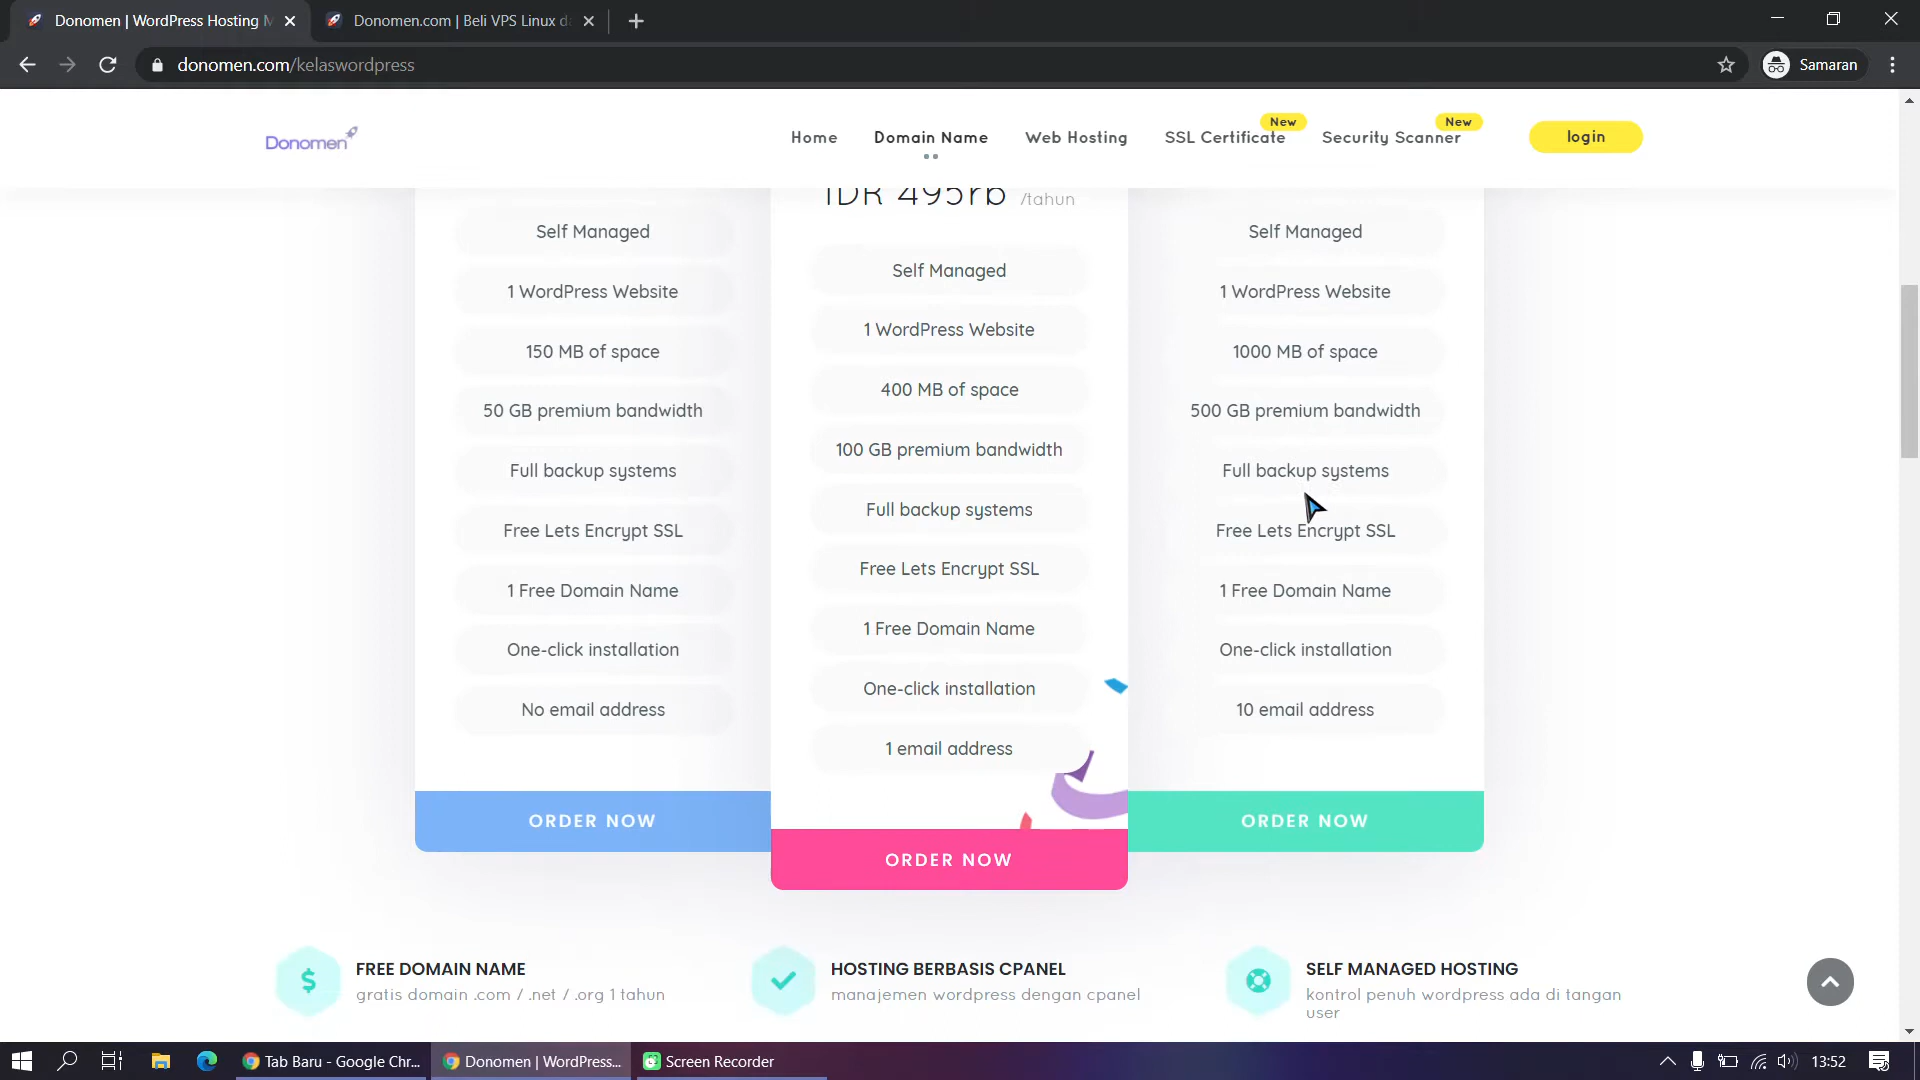 Donomen | WordPress Hosting M
Donomen.com | Beli VPS Linux d
donomen.com/kelaswordpress
Samaran
Donomen
Home
Domain Name
Web Hosting
SSL Certificate
New
Security Scanner
New
login
IDR 495rb /tahun
Self Managed
1 WordPress Website
150 MB of space
50 GB premium bandwidth
Full backup systems
Free Lets Encrypt SSL
1 Free Domain Name
One-click installation
No email address
ORDER NOW
Self Managed
1 WordPress Website
400 MB of space
100 GB premium bandwidth
Full backup systems
Free Lets Encrypt SSL
1 Free Domain Name
One-click installation
1 email address
ORDER NOW
Self Managed
1 WordPress Website
1000 MB of space
500 GB premium bandwidth
Full backup systems
Free Lets Encrypt SSL
1 Free Domain Name
One-click installation
10 email address
ORDER NOW
FREE DOMAIN NAME
gratis domain .com / .net / .org 1 tahun
HOSTING BERBASIS CPANEL
manajemen wordpress dengan cpanel
SELF MANAGED HOSTING
kontrol penuh wordpress ada di tangan
user
Tab Baru - Google Chr...
Donomen | WordPress...
Screen Recorder
13:52